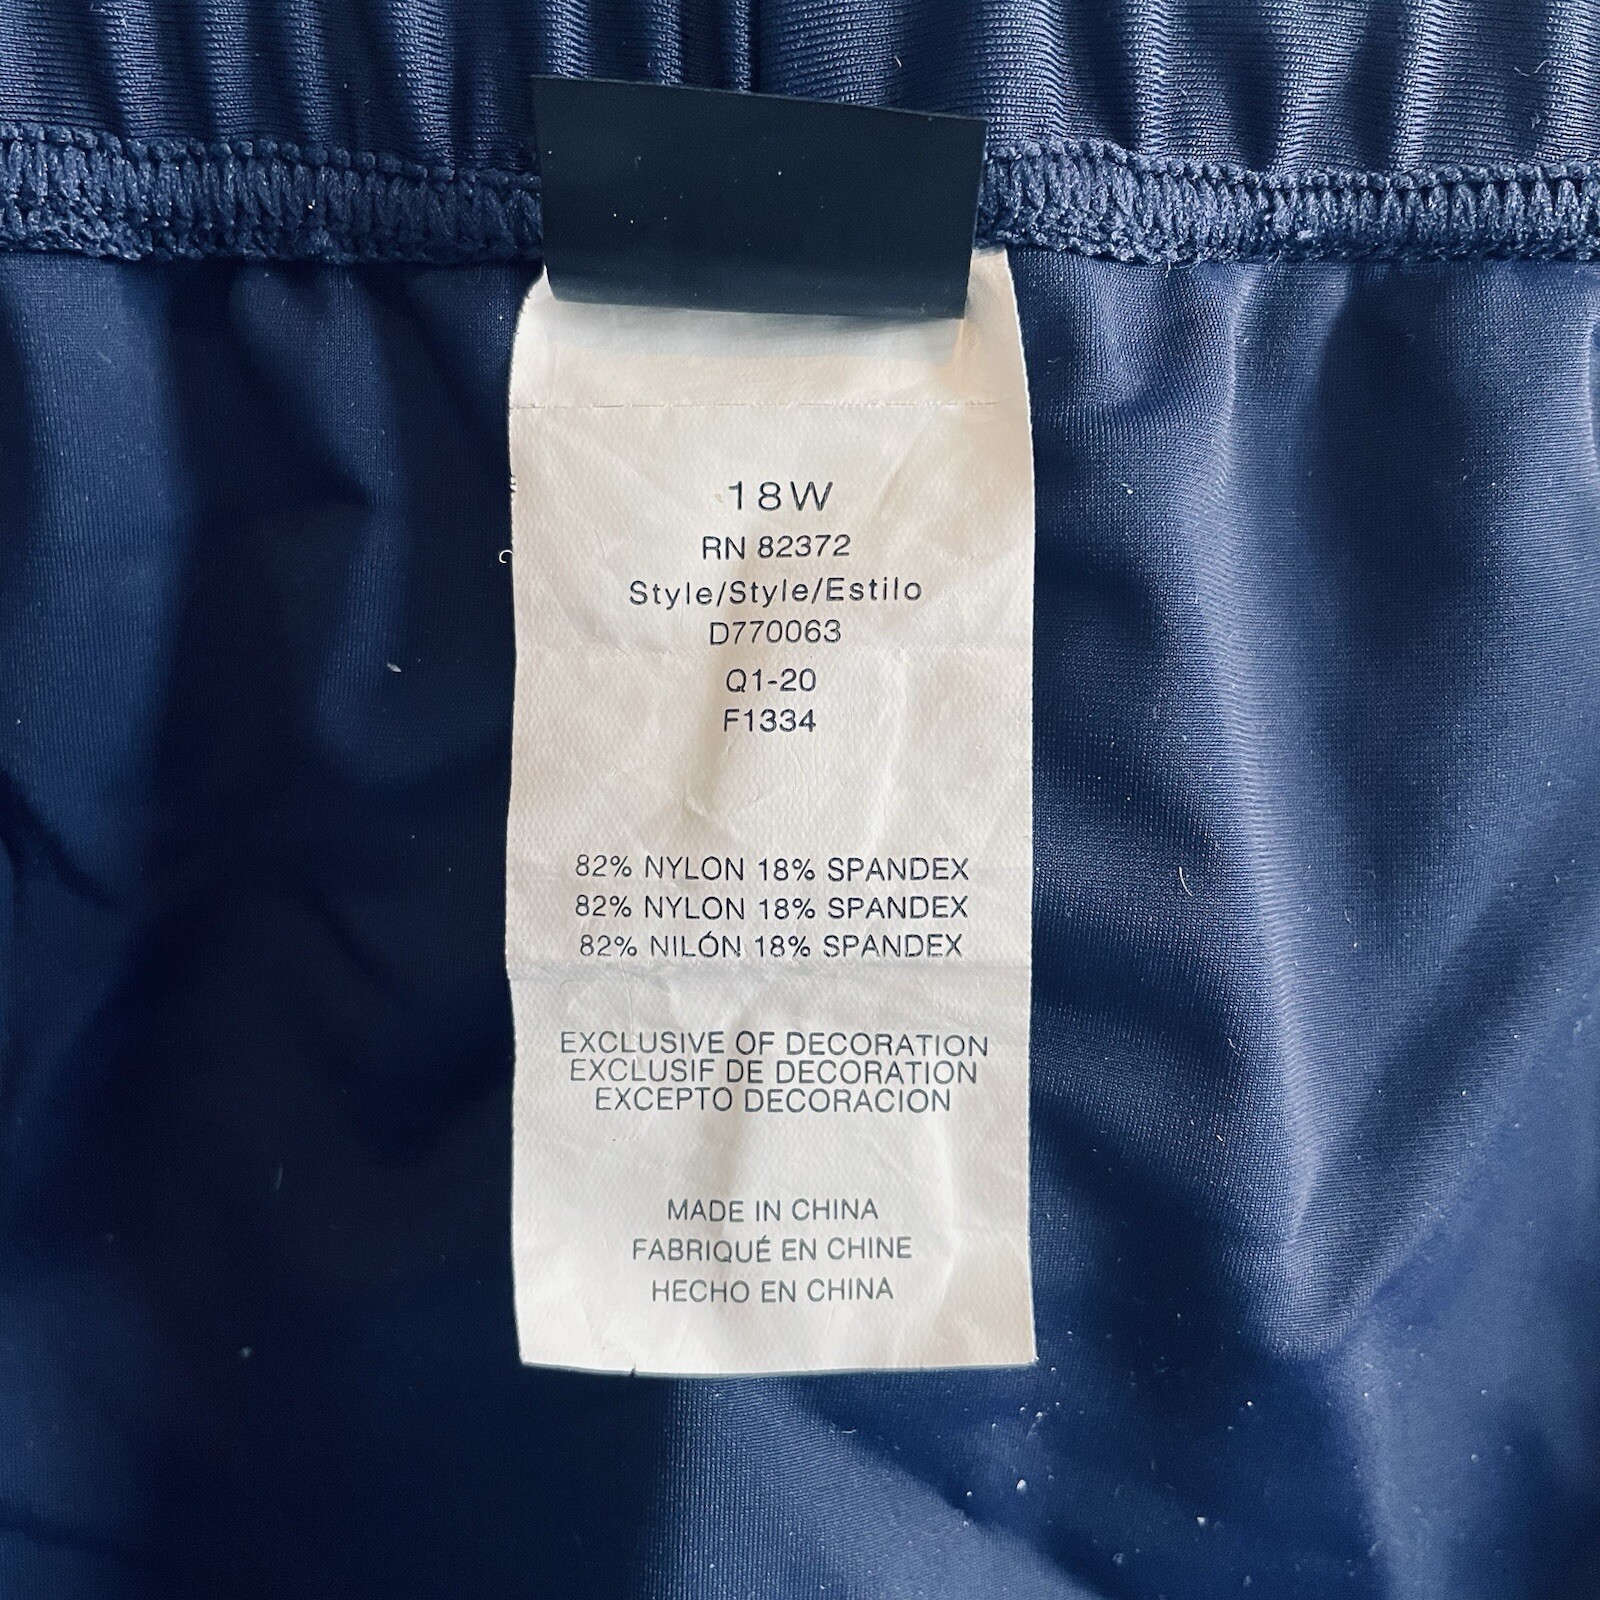 18W
RN 82372
Style/Style/Estilo
D770063
Q1-20
F1334
82% NYLON 18% SPANDEX
82% NYLON 18% SPANDEX
82% NILÓN 18% SPANDEX
EXCLUSIVE OF DECORATION
EXCLUSIF DE DECORATION
EXCEPTO DECORACION
MADE IN CHINA
FABRIQUÉ EN CHINE
HECHO EN CHINA